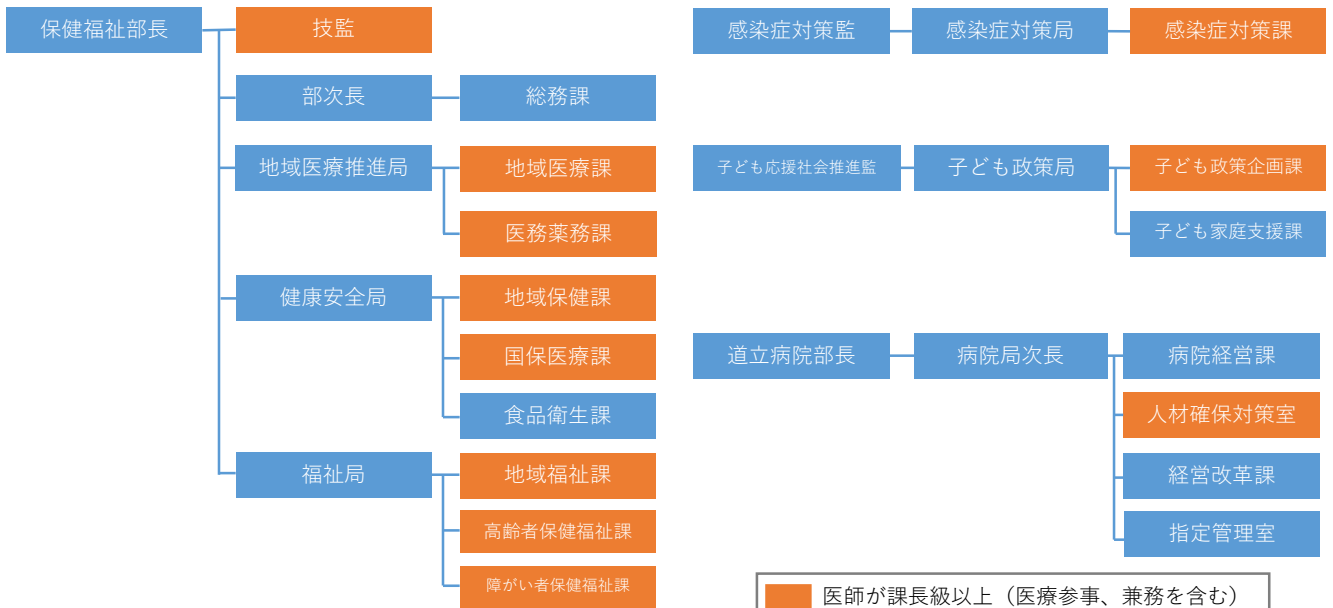 保健福祉部長
技監
部次長
総務課
地域医療推進局
地域医療課
医務薬務課
健康安全局
地域保健課
国保医療課
食品衛生課
福祉局
地域福祉課
高齢者保健福祉課
障がい者保健福祉課
感染症対策監
感染症対策局
感染症対策課
子ども応援社会推進監
子ども政策局
子ども政策企画課
子ども家庭支援課
道立病院部長
病院局次長
病院経営課
人材確保対策室
経営改革課
指定管理室
医師が課長級以上（医療参事、兼務を含む）